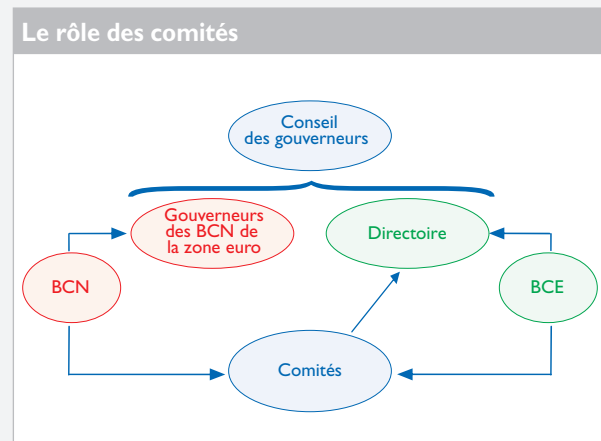 Le rôle des comités
Conseil
des gouverneurs
Gouverneurs
des BCN de
la zone euro
Directoire
BCN
BCE
Comités